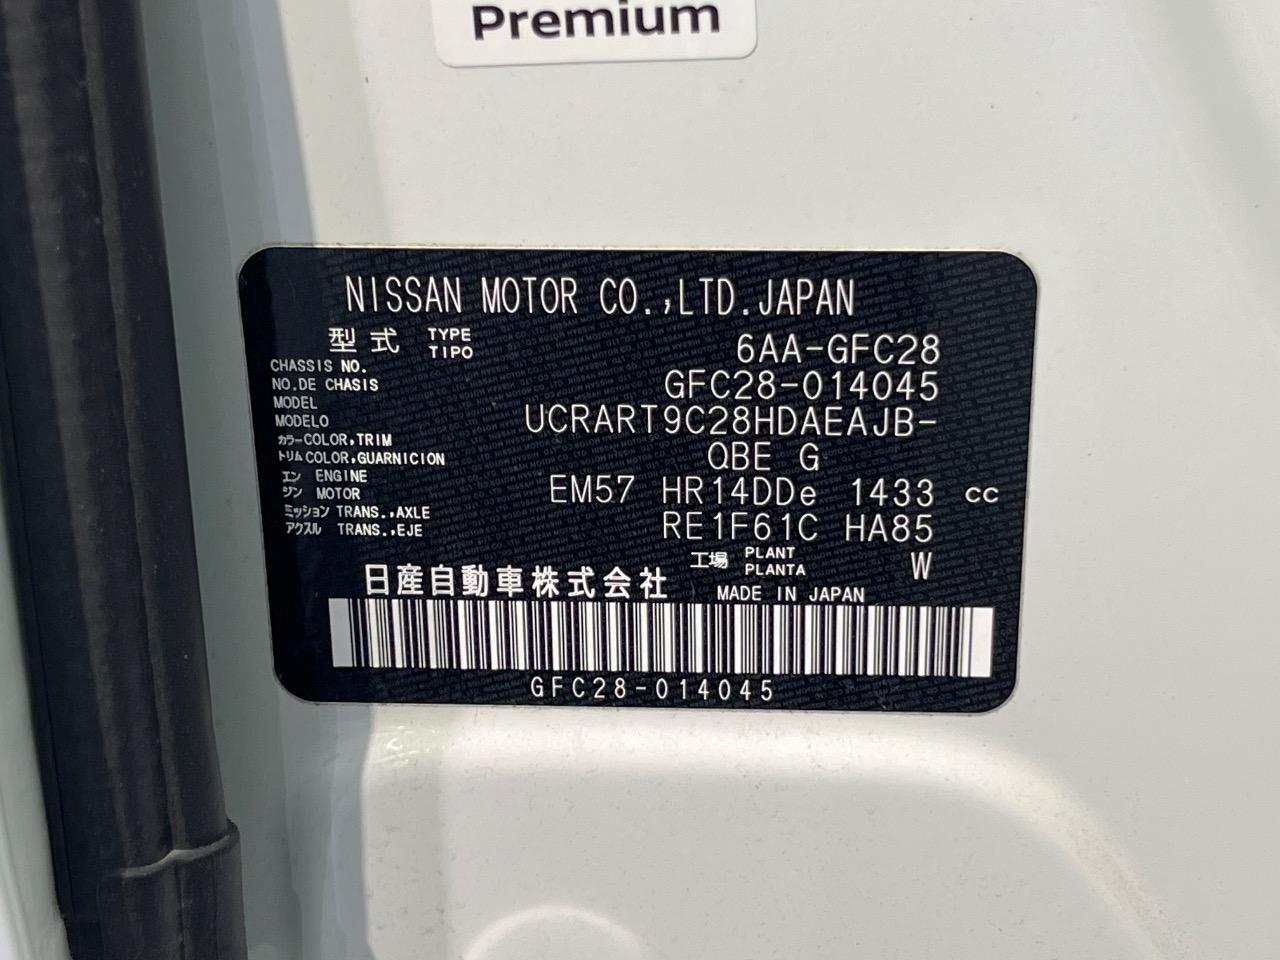 Premium
NISSAN MOTOR CO.,LTD.JAPAN
型式 TYPE TIPO 6AA-GFC28
CHASSIS NO.
NO.DE CHASIS GFC28-014045
MODEL
MODELO UCRART9C28HDAEAJB-
カラーCOLOR,TRIM
トリムCOLOR,GUARNICION QBE G
エン ENGINE
ジン MOTOR EM57 HR14DDe 1433 cc
ミッション TRANS.,AXLE
アクスル TRANS.,EJE RE1F61C HA85
工場 PLANT PLANTA W
日産自動車株式会社 MADE IN JAPAN
GFC28-014045